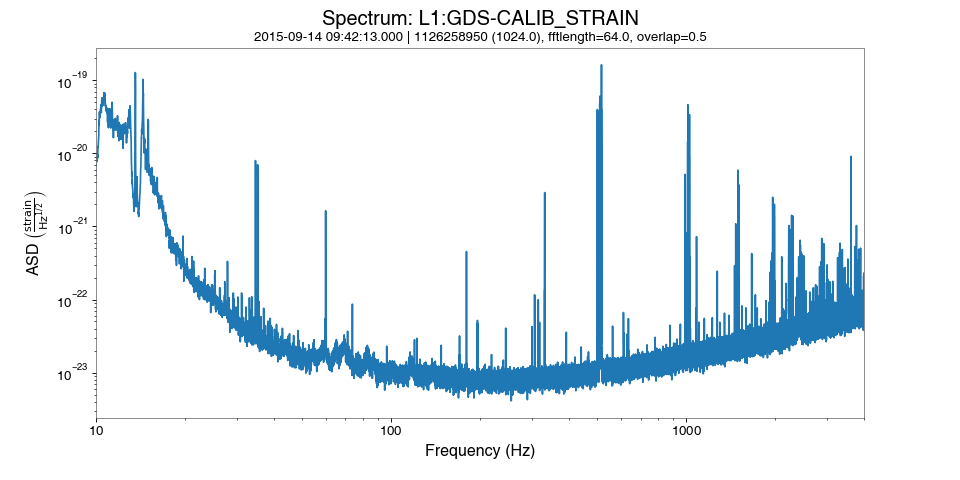 Spectrum: L1:GDS-CALIB_STRAIN
2015-09-14 09:42:13.000 | 1126258950 (1024.0), fftlength=64.0, overlap=0.5
ASD (strain/Hz^1/2)
10^−19
10^−20
10^−21
10^−22
10^−23
10 100 1000
Frequency (Hz)